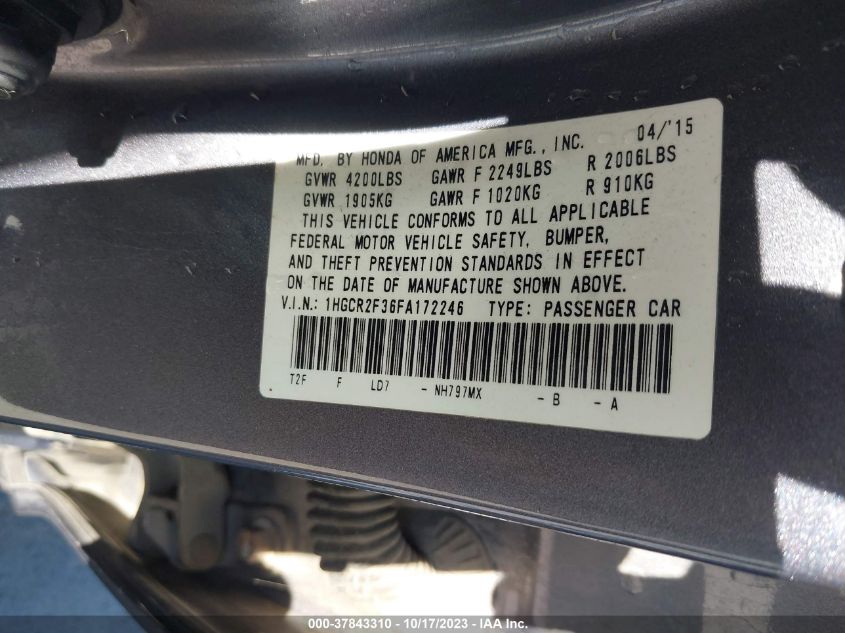 MFD. BY HONDA OF AMERICA MFG., INC. 04/'15
GVWR 4200LBS GAWR F 2249LBS R 2006LBS
GVWR 1905KG GAWR F 1020KG R 910KG
THIS VEHICLE CONFORMS TO ALL APPLICABLE
FEDERAL MOTOR VEHICLE SAFETY, BUMPER,
AND THEFT PREVENTION STANDARDS IN EFFECT
ON THE DATE OF MANUFACTURE SHOWN ABOVE.
V.I.N.: 1HGCR2F36FA172246 TYPE: PASSENGER CAR
T2F F LD7 - NH797MX - B - A
000-37843310 - 10/17/2023 - IAA Inc.